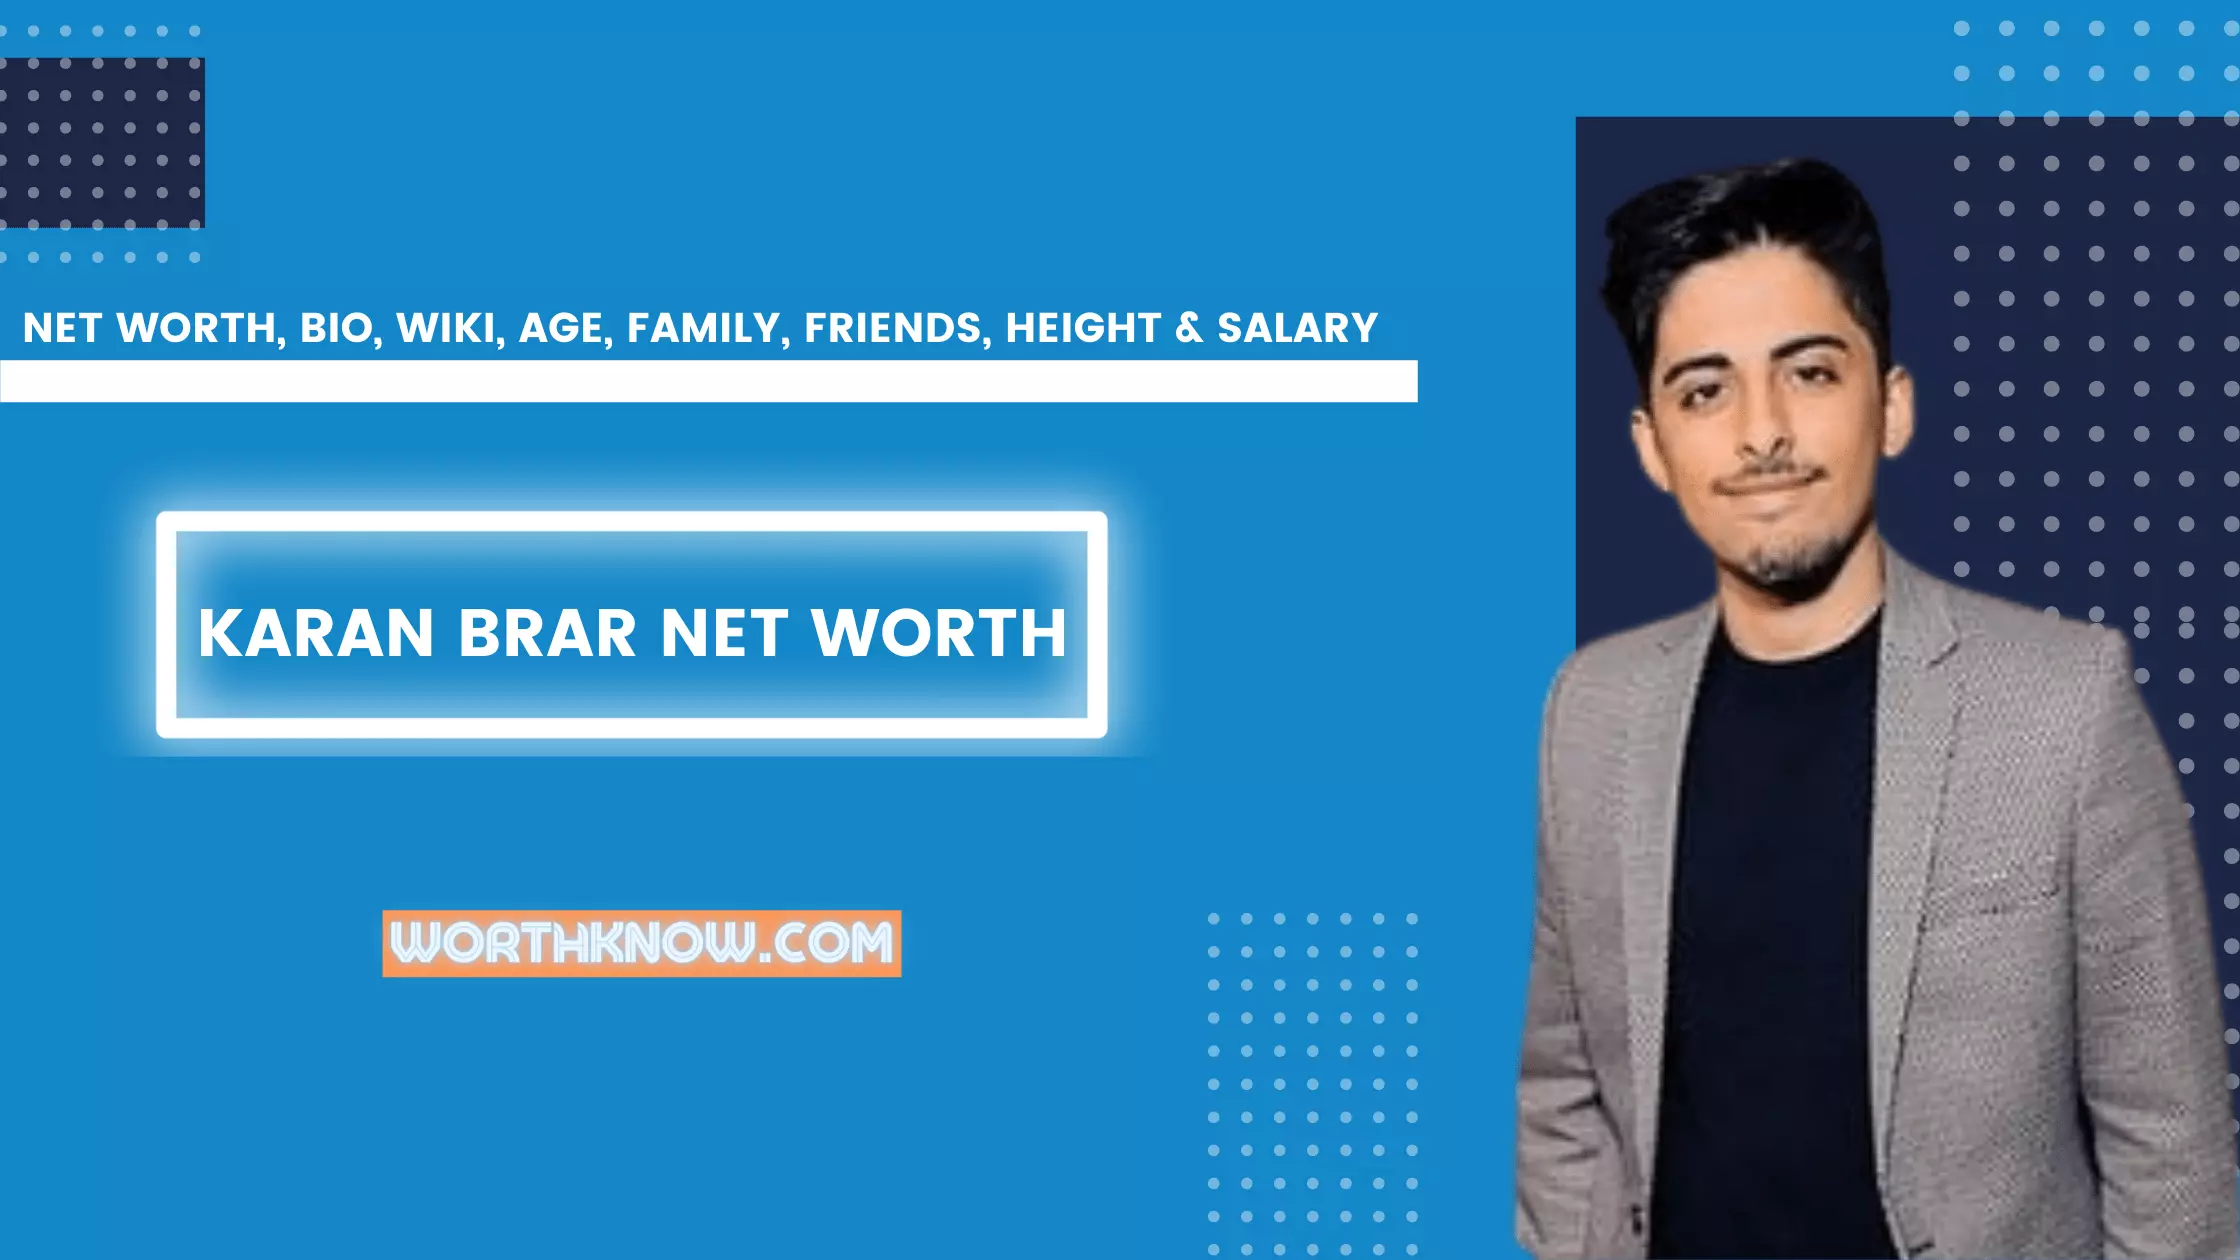 NET WORTH, BIO, WIKI, AGE, FAMILY, FRIENDS, HEIGHT & SALARY
KARAN BRAR NET WORTH
WORTHKNOW.COM